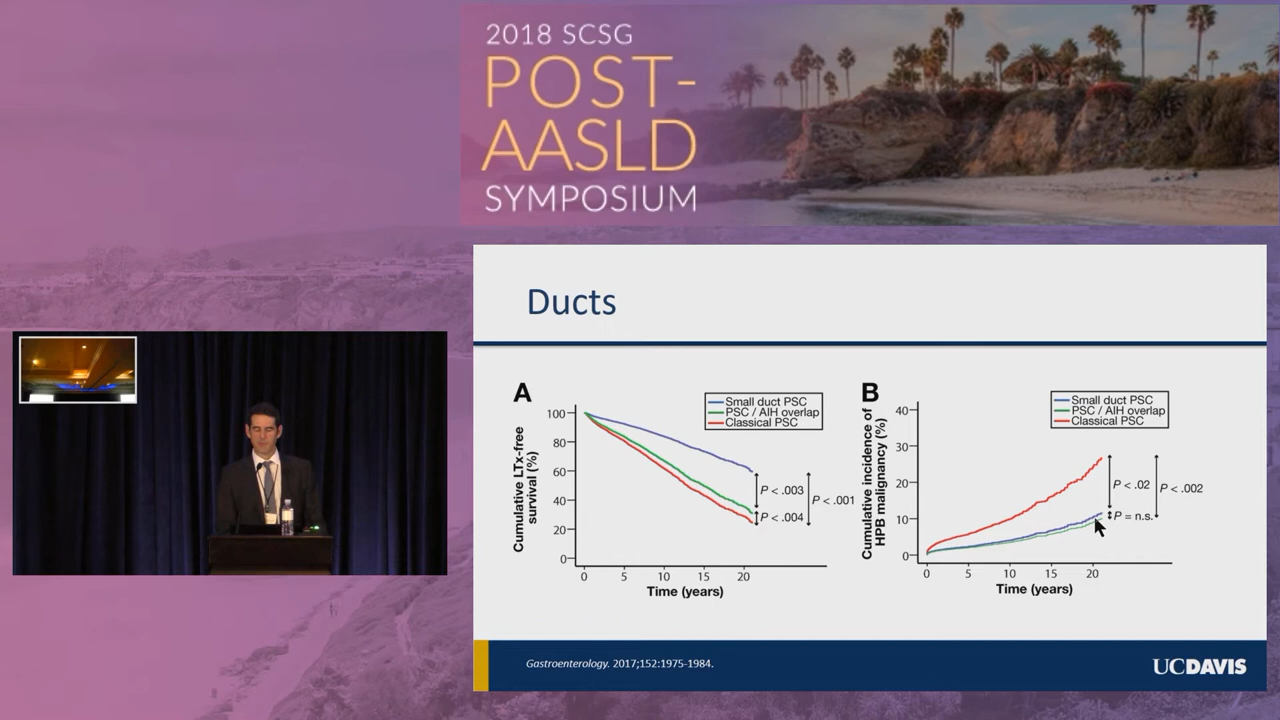 2018 SCSG
POST-
AASLD
SYMPOSIUM
Ducts
A
Cumulative LTx-free
survival (%)
100
80
60
40
20
0
0 5 10 15 20
Time (years)
Small duct PSC
PSC / AIH overlap
Classical PSC
P < .003
P < .001
P < .004
B
Cumulative incidence of
HPB malignancy (%)
40
30
20
10
0
0 5 10 15 20
Time (years)
Small duct PSC
PSC / AIH overlap
Classical PSC
P < .02
P < .002
P = n.s.
Gastroenterology. 2017;152:1975-1984.
UCDAVIS